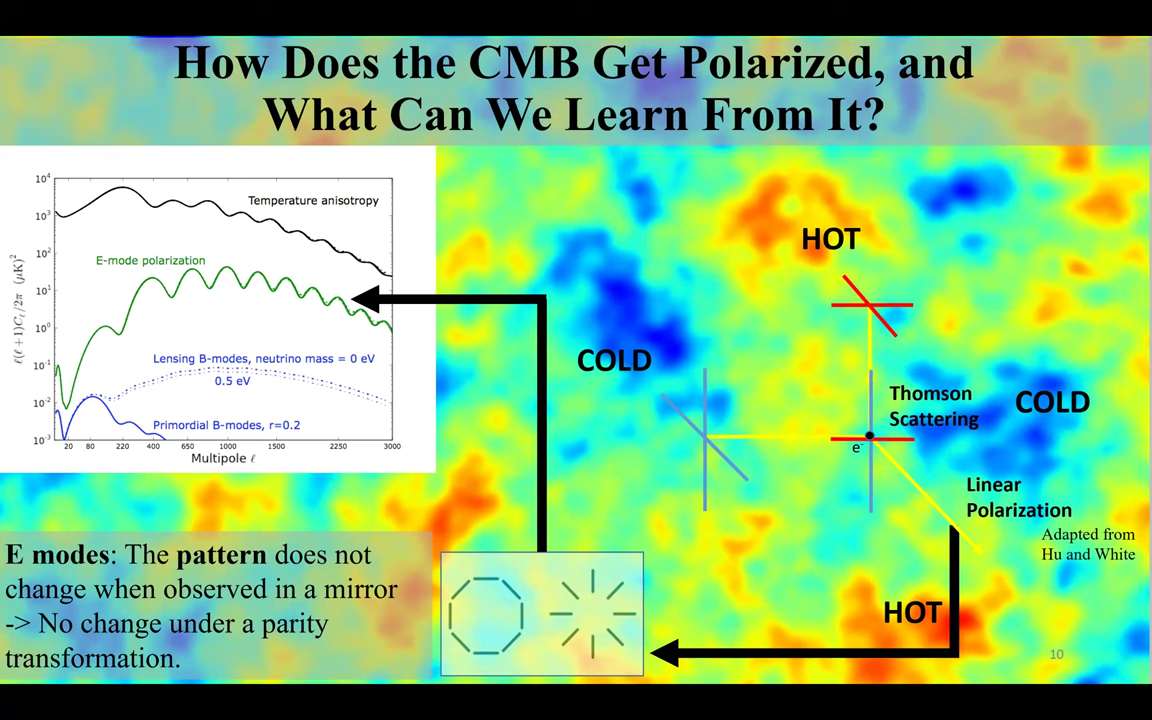 How Does the CMB Get Polarized, and
What Can We Learn From It?
10⁴
10³
10²
10¹
10⁰
10⁻¹
10⁻²
10⁻³
ℓ(ℓ+1)Cℓ/2π (μK)²
Temperature anisotropy
E-mode polarization
Lensing B-modes, neutrino mass = 0 eV
0.5 eV
Primordial B-modes, r=0.2
20 80 220 400 650 1000 1500 2250 3000
Multipole ℓ
HOT
COLD
Thomson
Scattering
COLD
e⁻
Linear
Polarization
Adapted from
Hu and White
HOT
E modes: The pattern does not
change when observed in a mirror
-> No change under a parity
transformation.
10